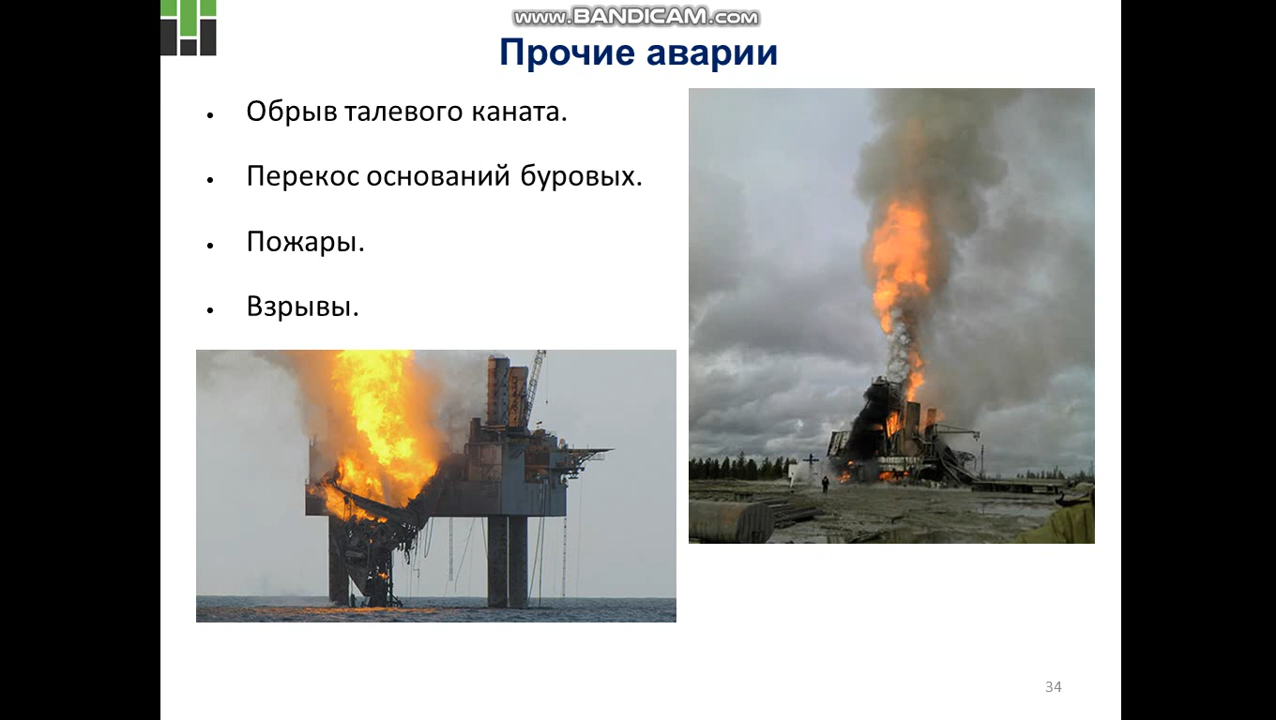 www.BANDICAM.com
Прочие аварии
• Обрыв талевого каната.
• Перекос оснований буровых.
• Пожары.
• Взрывы.
34